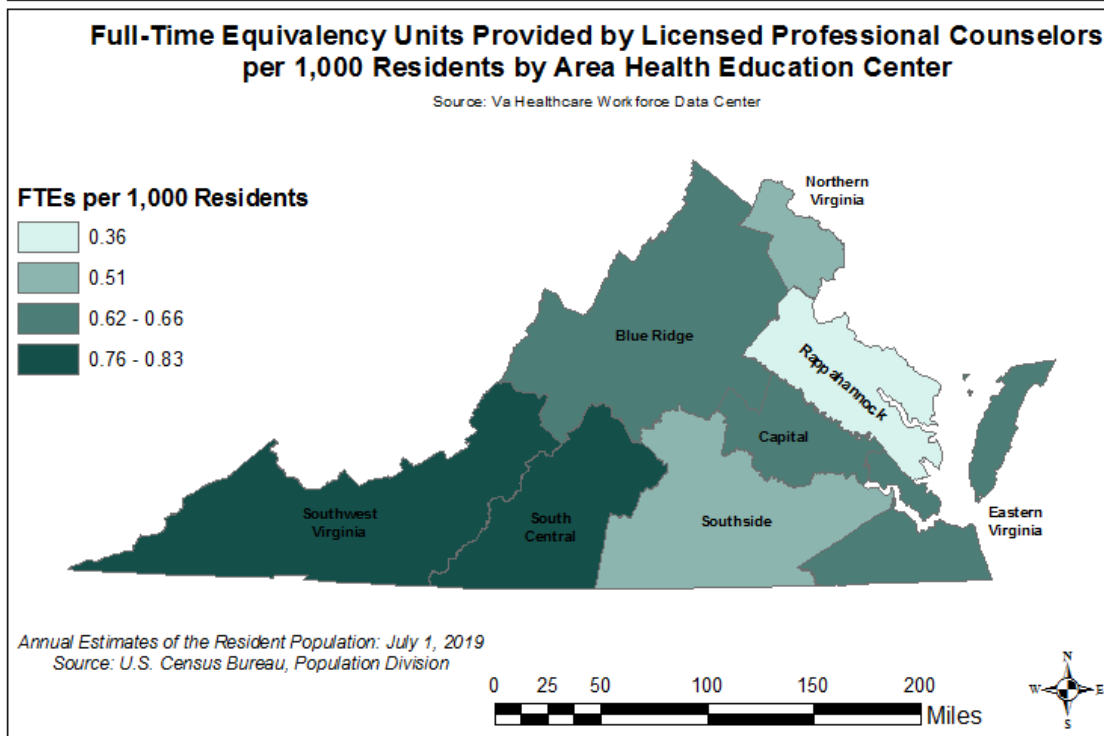 Full-Time Equivalency Units Provided by Licensed Professional Counselors
per 1,000 Residents by Area Health Education Center
Source: Va Healthcare Workforce Data Center
FTEs per 1,000 Residents
0.36
0.51
0.62 - 0.66
0.76 - 0.83
Northern
Virginia
Blue Ridge
Rappahannock
Capital
Eastern
Virginia
Southwest
Virginia
South
Central
Southside
Annual Estimates of the Resident Population: July 1, 2019
Source: U.S. Census Bureau, Population Division
0 25 50 100 150 200
Miles
N
W E
S